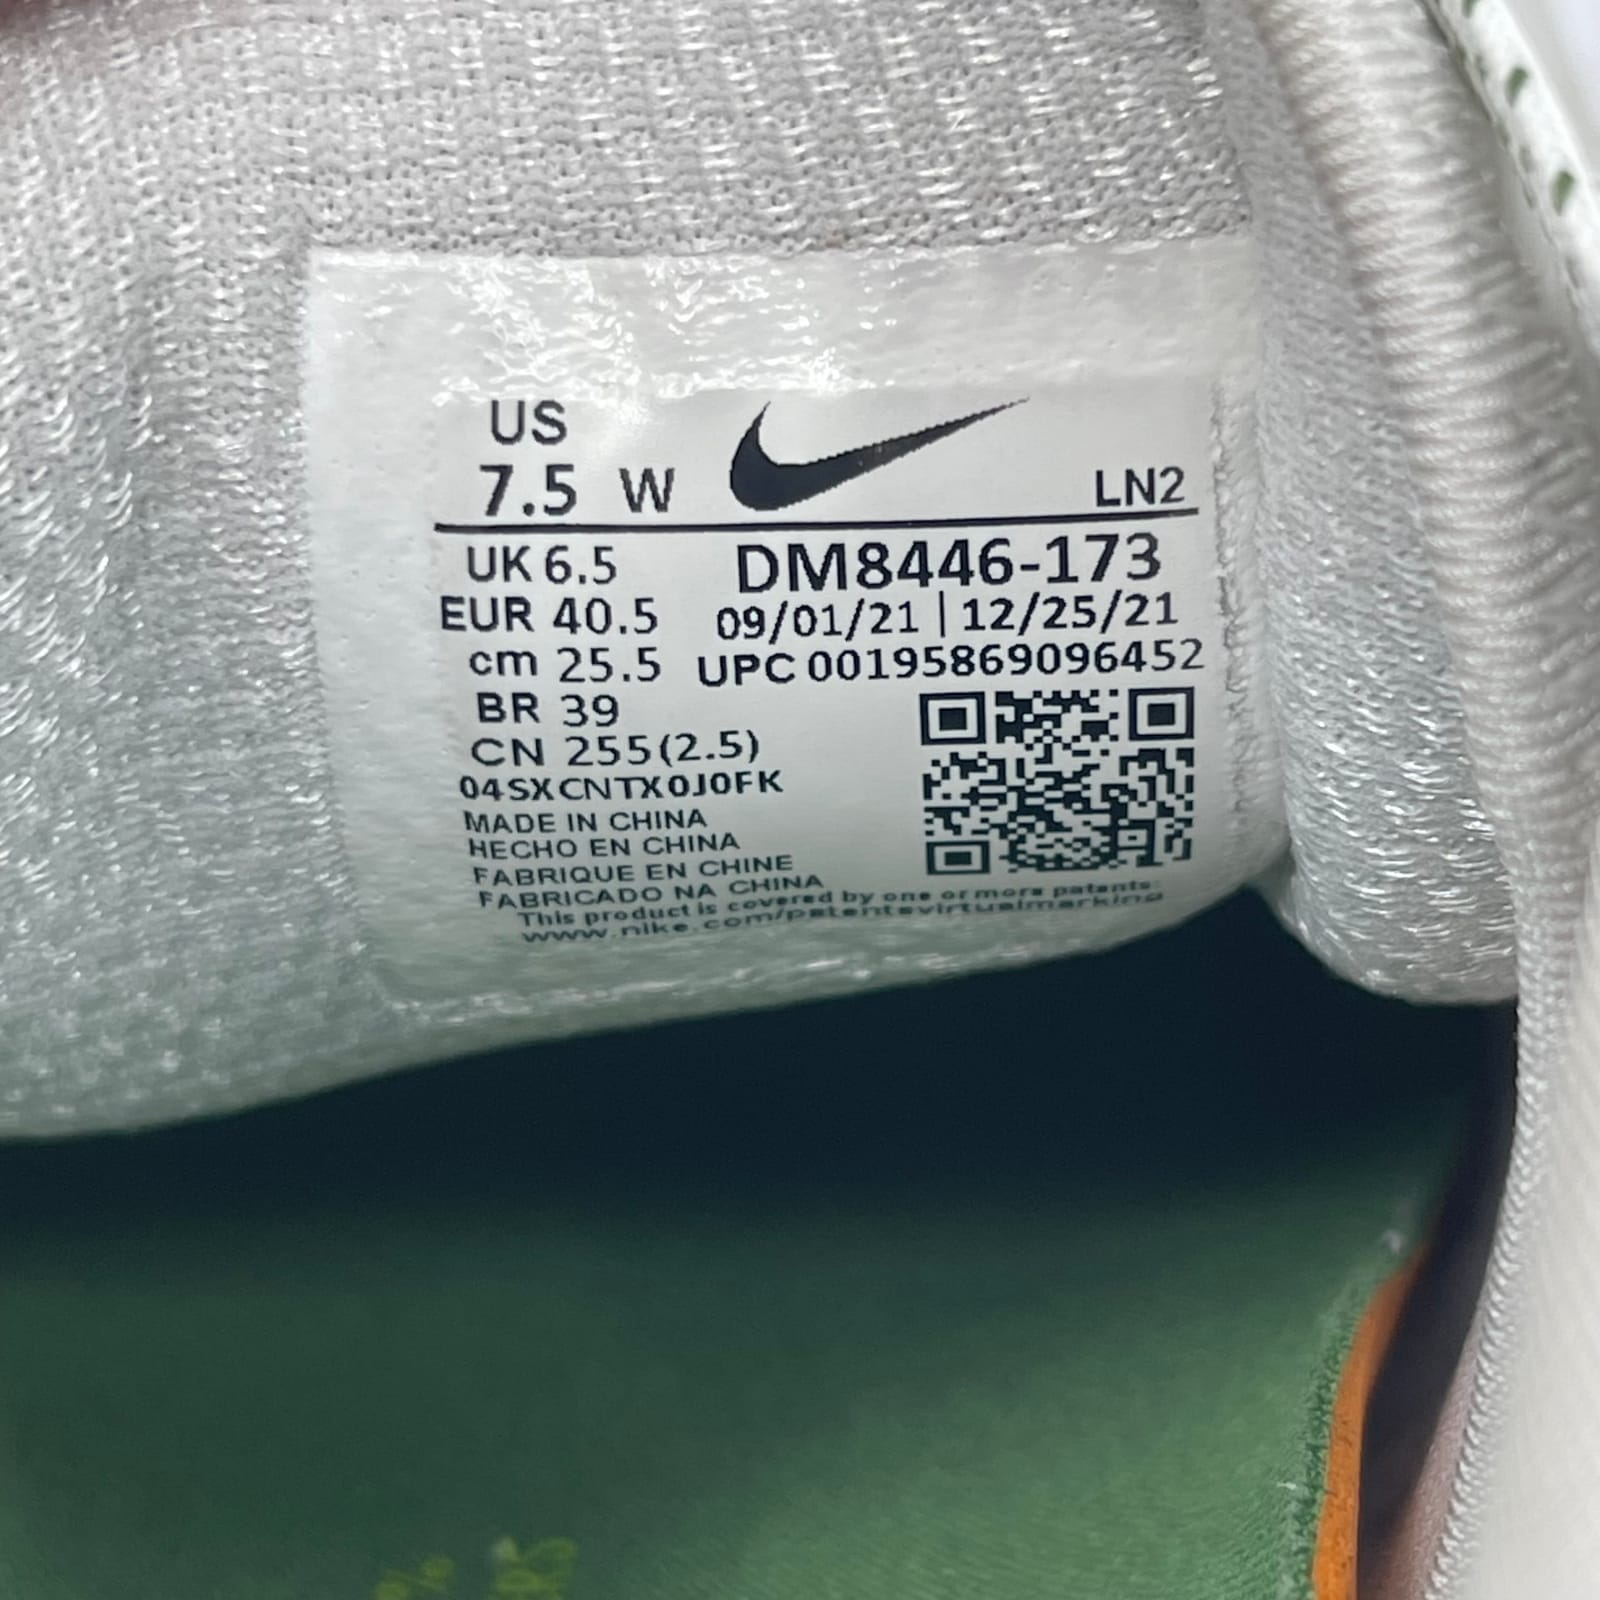 US
7.5 W LN2
UK 6.5 DM8446-173
EUR 40.5 09/01/21 | 12/25/21
cm 25.5 UPC 00195869096452
BR 39
CN 255(2.5)
04SXCNTX0J0FK
MADE IN CHINA
HECHO EN CHINA
FABRIQUE EN CHINE
FABRICADO NA CHINA
This product is covered by one or more patents:
www.nike.com/patentsvirtualmarking